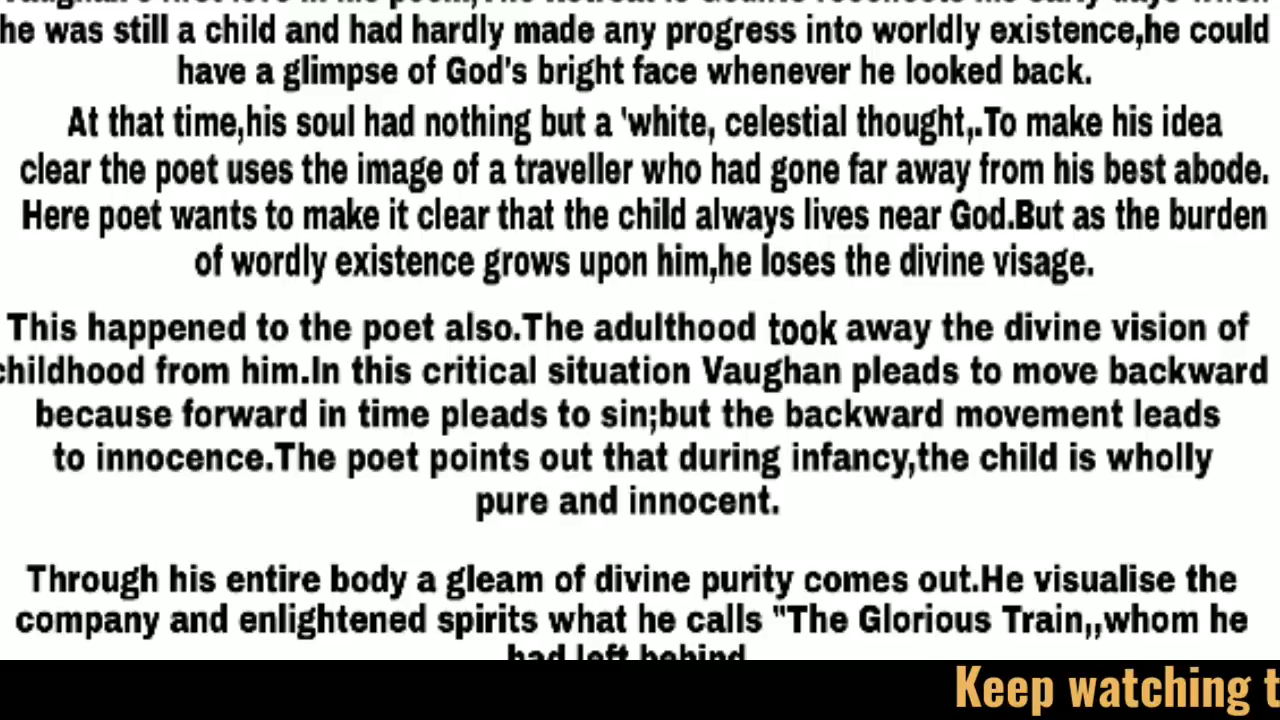 he was still a child and had hardly made any progress into worldly existence,he could
have a glimpse of God's bright face whenever he looked back.
At that time,his soul had nothing but a 'white, celestial thought,.To make his idea
clear the poet uses the image of a traveller who had gone far away from his best abode.
Here poet wants to make it clear that the child always lives near God.But as the burden
of wordly existence grows upon him,he loses the divine visage.
This happened to the poet also.The adulthood took away the divine vision of
childhood from him.In this critical situation Vaughan pleads to move backward
because forward in time pleads to sin;but the backward movement leads
to innocence.The poet points out that during infancy,the child is wholly
pure and innocent.
Through his entire body a gleam of divine purity comes out.He visualise the
company and enlightened spirits what he calls "The Glorious Train,,whom he
had left behind
Keep watching